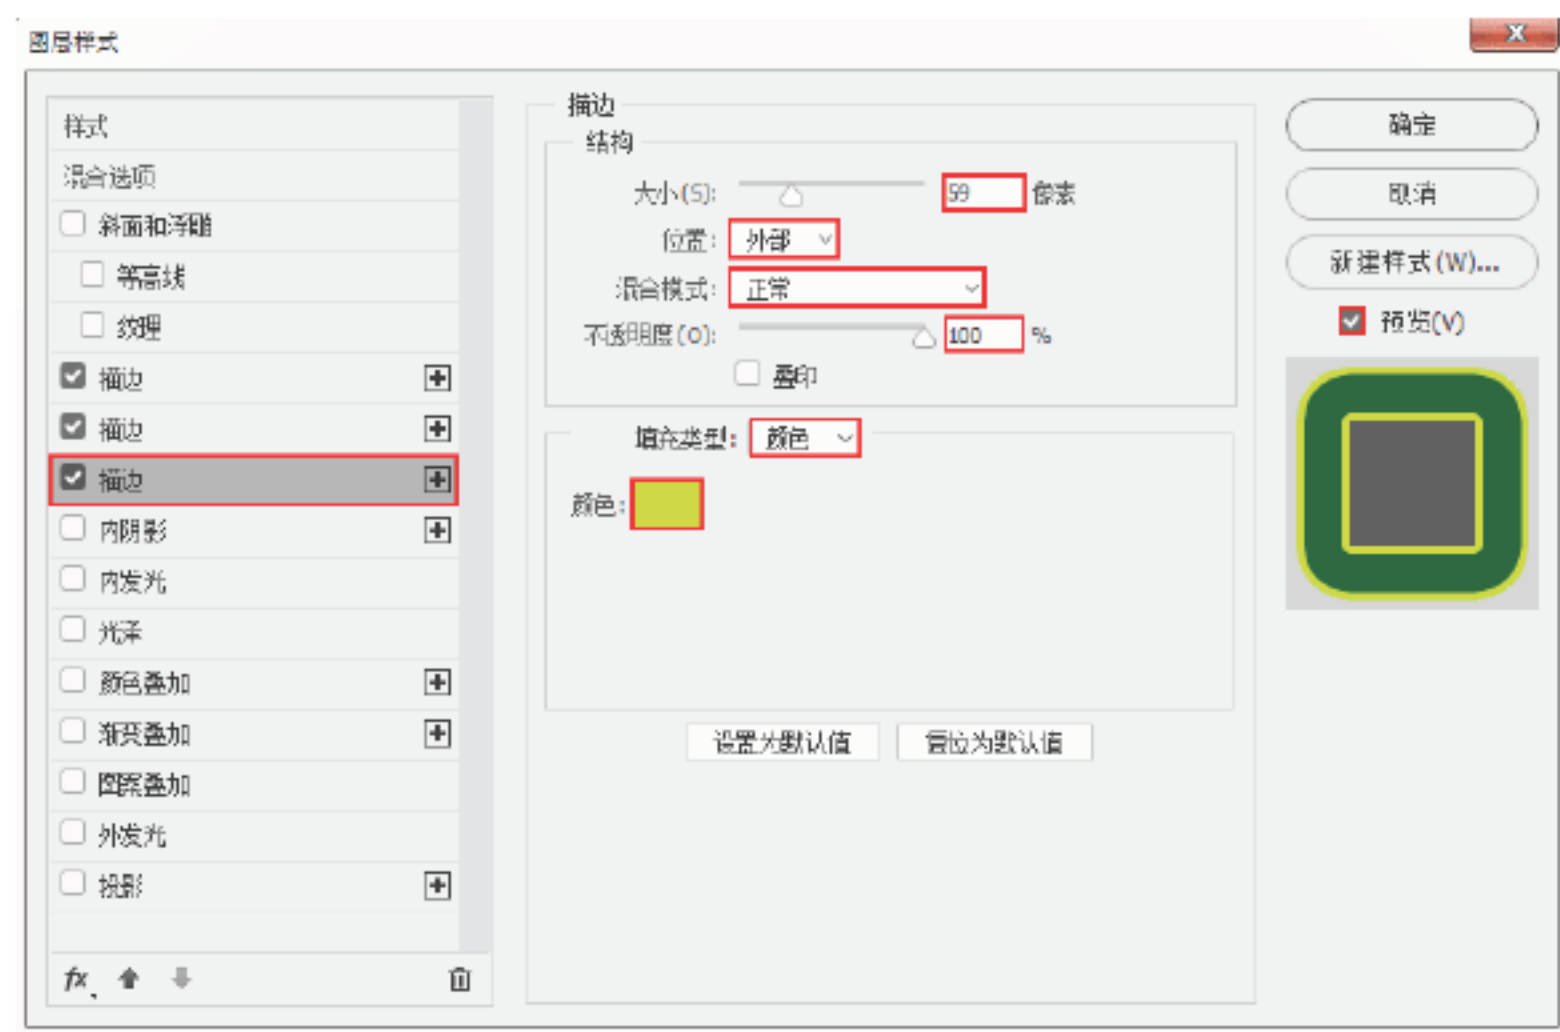 图层样式
样式
混合选项
斜面和浮雕
等高线
纹理
描边
描边
描边
内阴影
内发光
光泽
颜色叠加
渐变叠加
图案叠加
外发光
投影
fx
描边
结构
大小(S): 59 像素
位置: 外部
混合模式: 正常
不透明度(O): 100 %
叠印
填充类型: 颜色
颜色:
设置为默认值 复位为默认值
确定
取消
新建样式(W)...
预览(V)